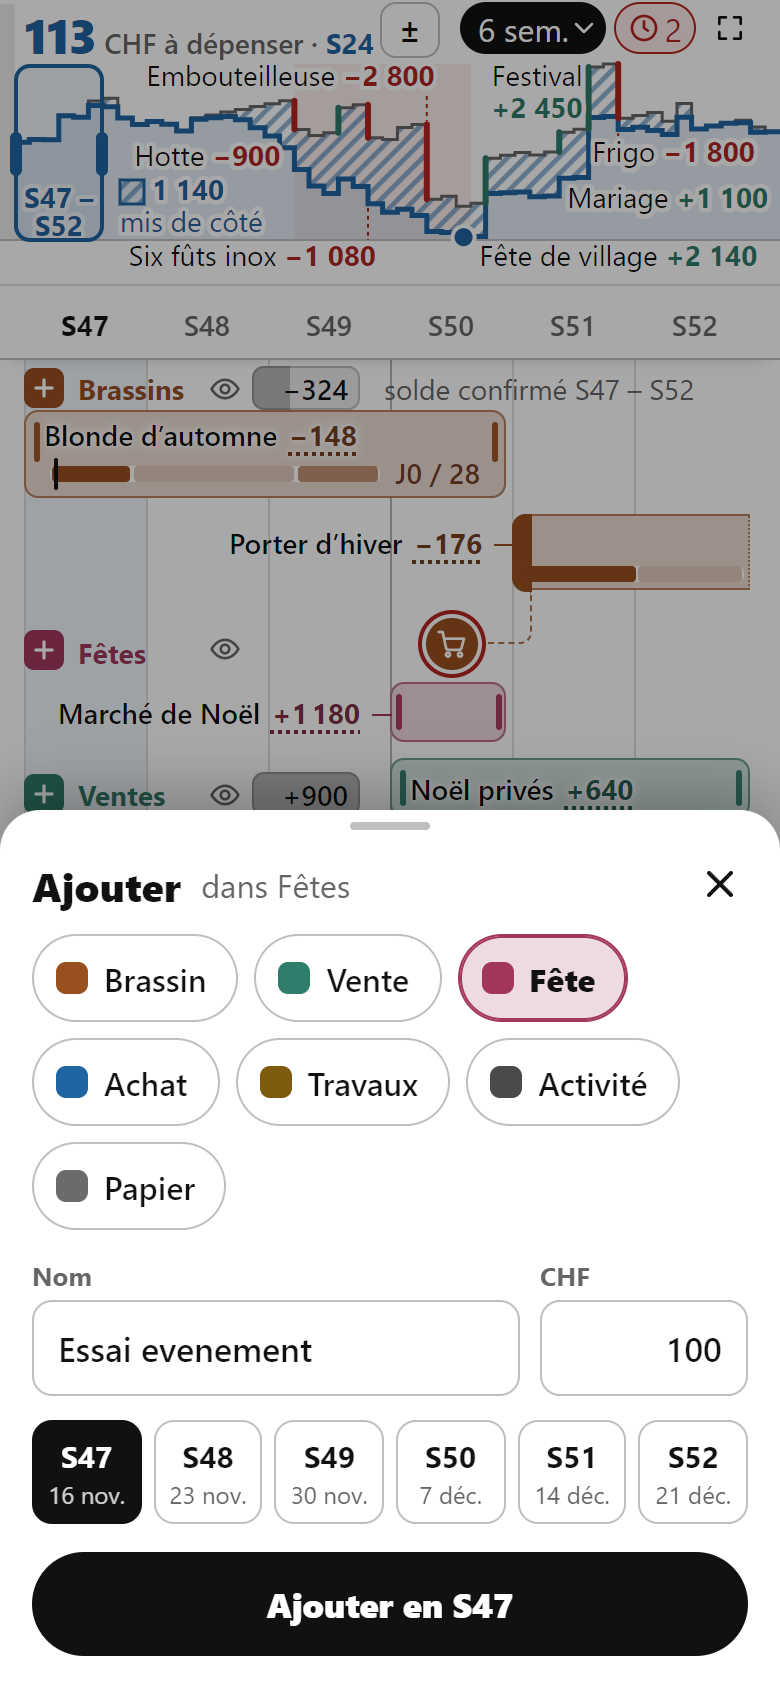 113 CHF à dépenser · S24
±
6 sem.
2
Embouteilleuse −2 800
Festival
+2 450
Hotte −900
Frigo −1 800
1 140
mis de côté
S47 –
S52
Mariage +1 100
Six fûts inox −1 080
Fête de village +2 140
S47 S48 S49 S50 S51 S52
Brassins −324 solde confirmé S47 – S52
Blonde d’automne −148
J0 / 28
Porter d’hiver −176
Fêtes
Marché de Noël +1 180
Ventes +900 Noël privés +640
Ajouter dans Fêtes
Brassin Vente Fête
Achat Travaux Activité
Papier
Nom CHF
Essai evenement 100
S47 S48 S49 S50 S51 S52
16 nov. 23 nov. 30 nov. 7 déc. 14 déc. 21 déc.
Ajouter en S47